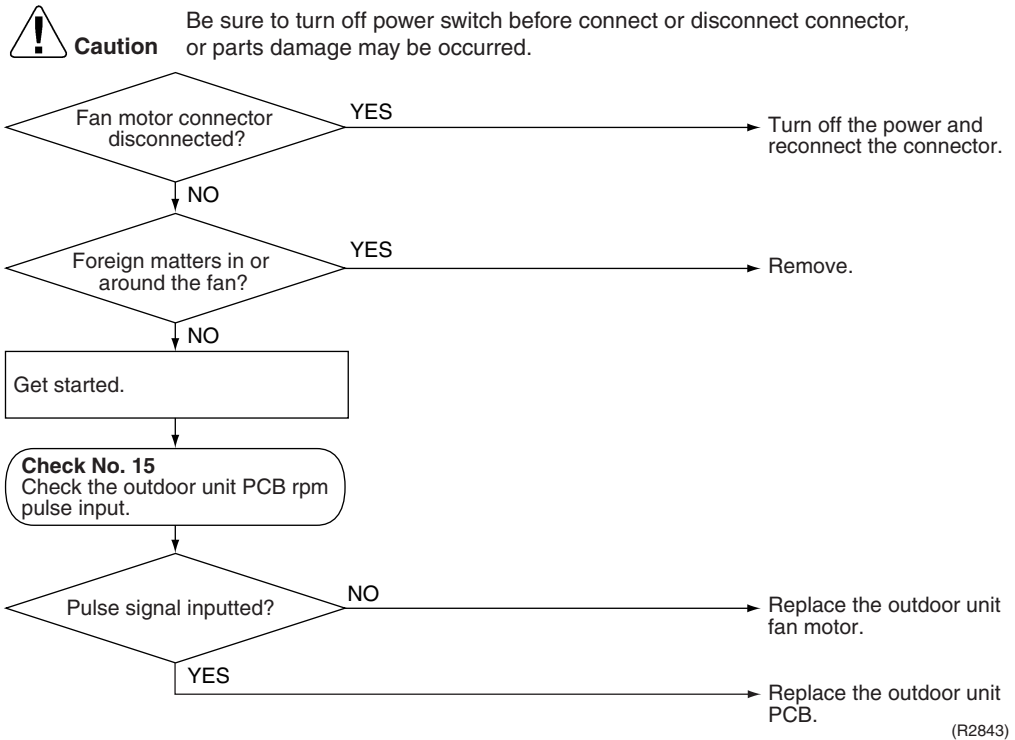 Be sure to turn off power switch before connect or disconnect connector,
Caution or parts damage may be occurred.
Fan motor connector
disconnected?
YES
Turn off the power and
reconnect the connector.
NO
Foreign matters in or
around the fan?
YES
Remove.
NO
Get started.
Check No. 15
Check the outdoor unit PCB rpm
pulse input.
Pulse signal inputted?
NO
Replace the outdoor unit
fan motor.
YES
Replace the outdoor unit
PCB.
(R2843)